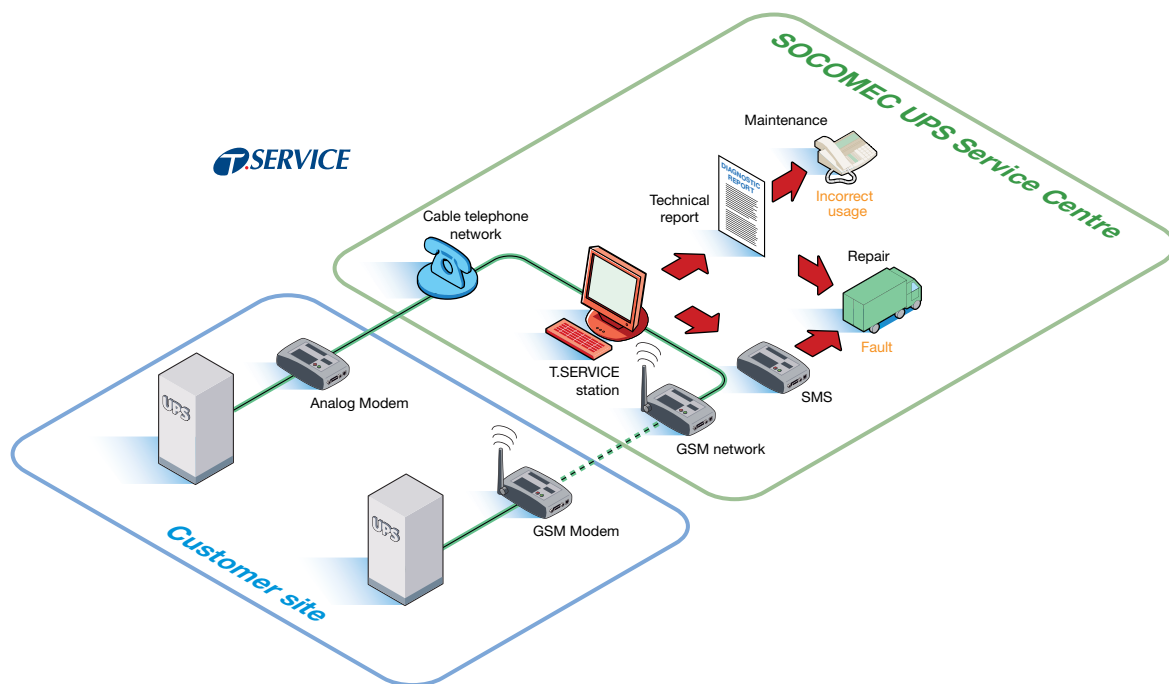 SOCOMEC UPS Service Centre
T.SERVICE
Maintenance
DIAGNOSTIC
REPORT
Incorrect
usage
Technical
report
Cable telephone
network
Repair
Fault
T.SERVICE
station
SMS
Analog Modem
GSM network
UPS
GSM Modem
UPS
Customer site